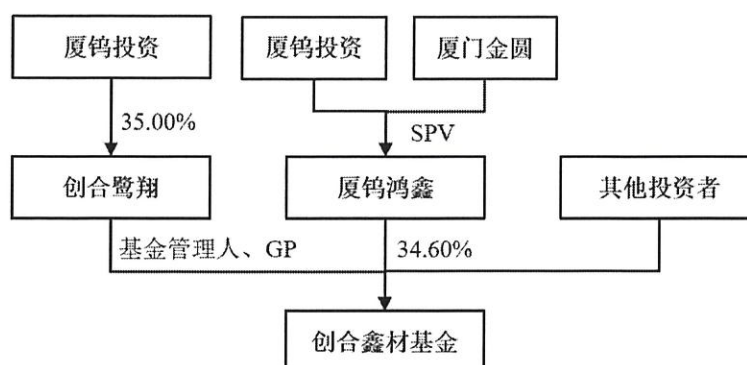 厦钨投资
厦钨投资
厦门金圆
35.00%
SPV
创合鹭翔
厦钨鸿鑫
其他投资者
基金管理人、GP
34.60%
创合鑫材基金